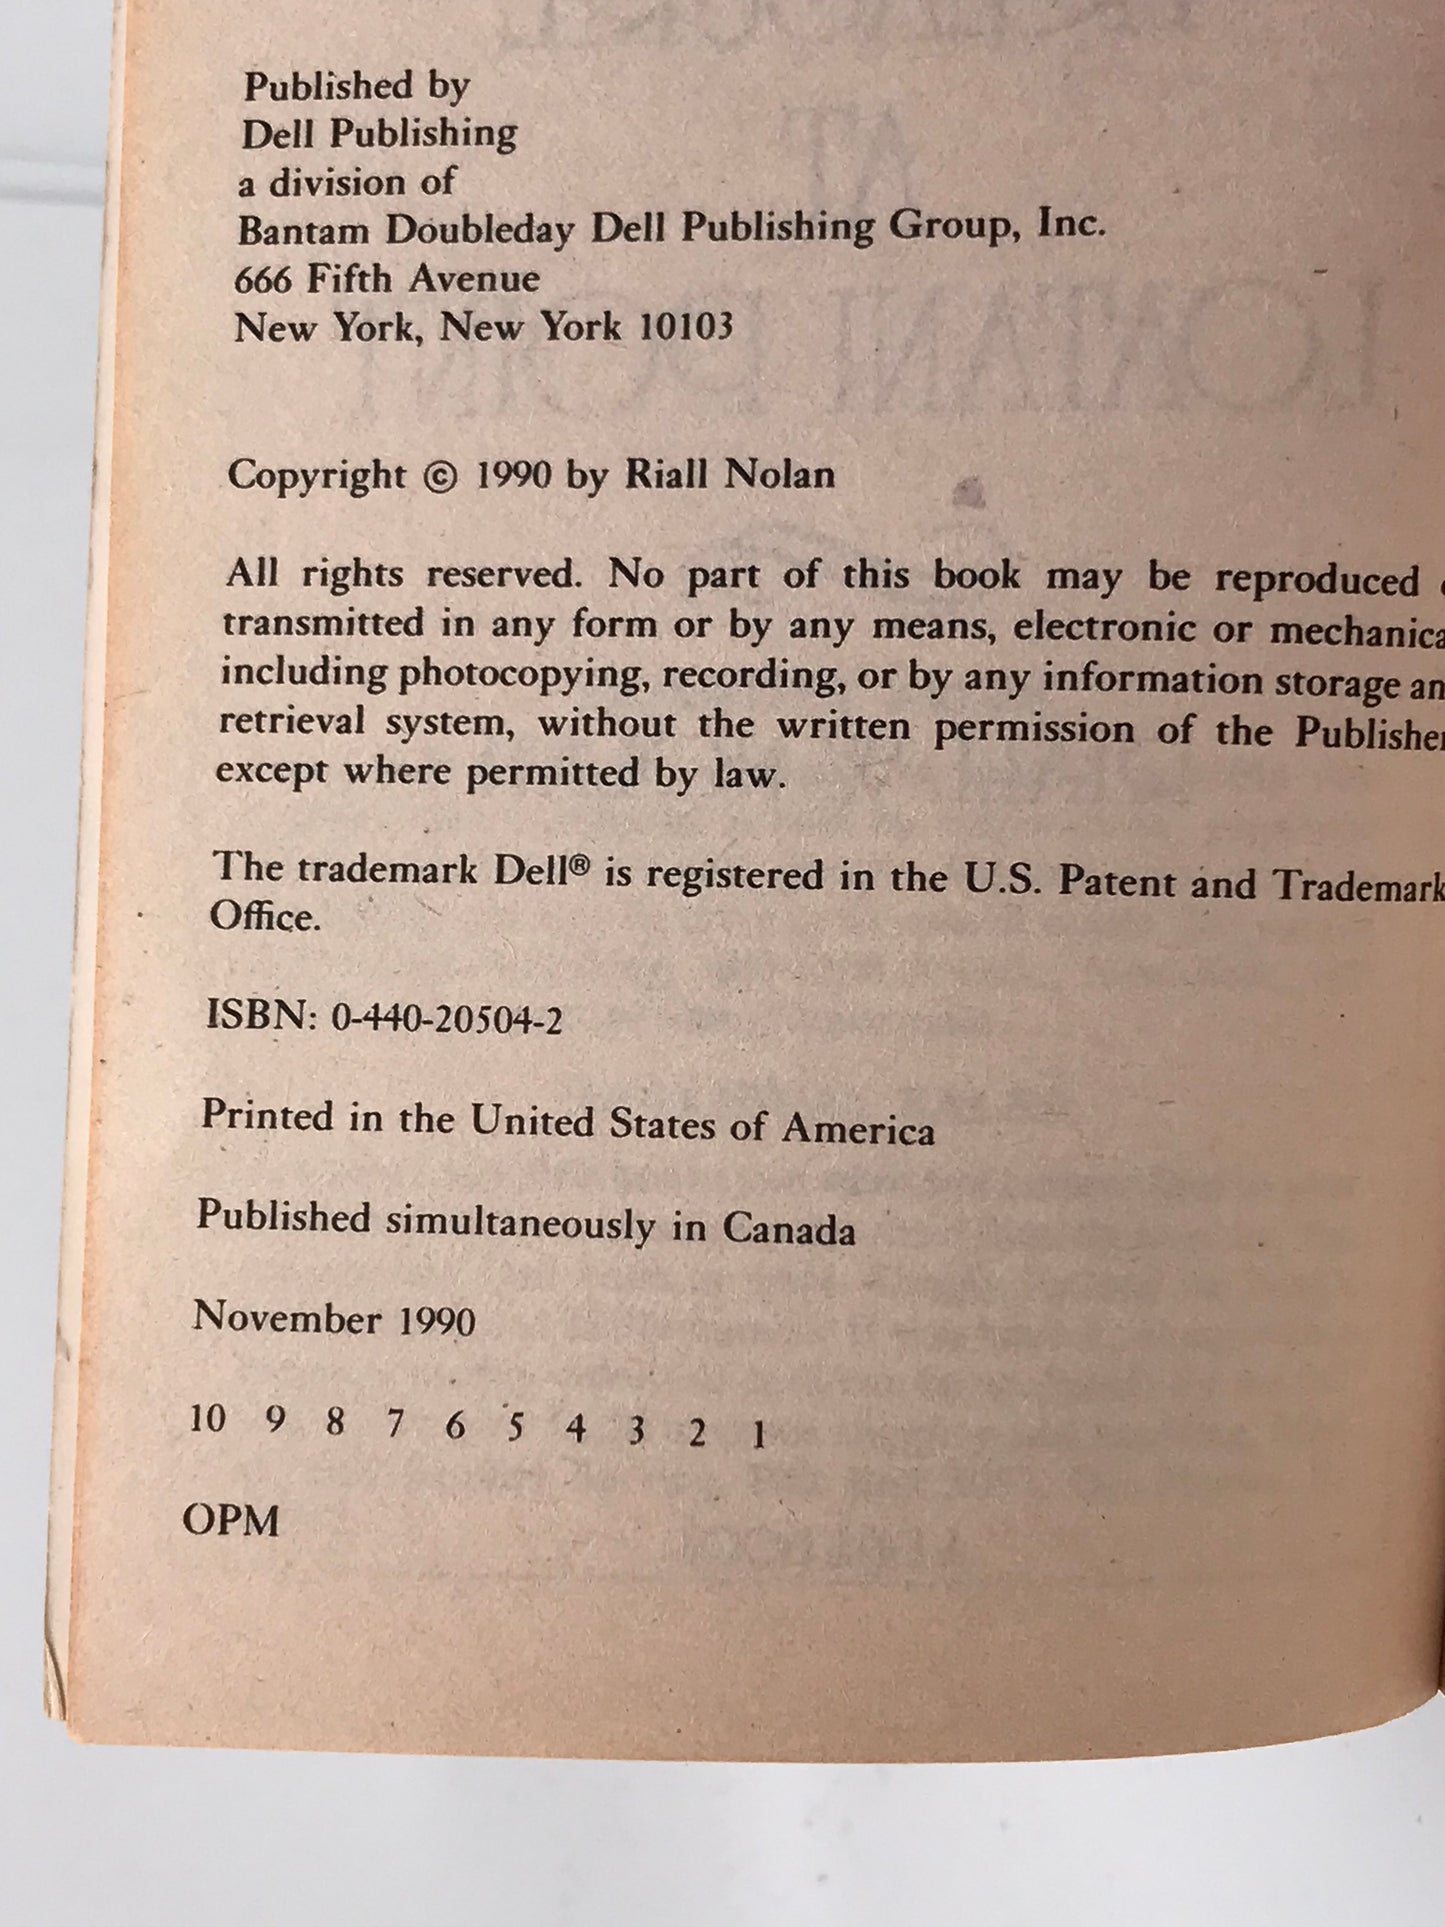 Published by
Dell Publishing
a division of
Bantam Doubleday Dell Publishing Group, Inc.
666 Fifth Avenue
New York, New York 10103
Copyright © 1990 by Riall Nolan
All rights reserved. No part of this book may be reproduced
transmitted in any form or by any means, electronic or mechanica
including photocopying, recording, or by any information storage an
retrieval system, without the written permission of the Publisher
except where permitted by law.
The trademark Dell® is registered in the U.S. Patent and Trademark
Office.
ISBN: 0-440-20504-2
Printed in the United States of America
Published simultaneously in Canada
November 1990
10 9 8 7 6 5 4 3 2 1
OPM